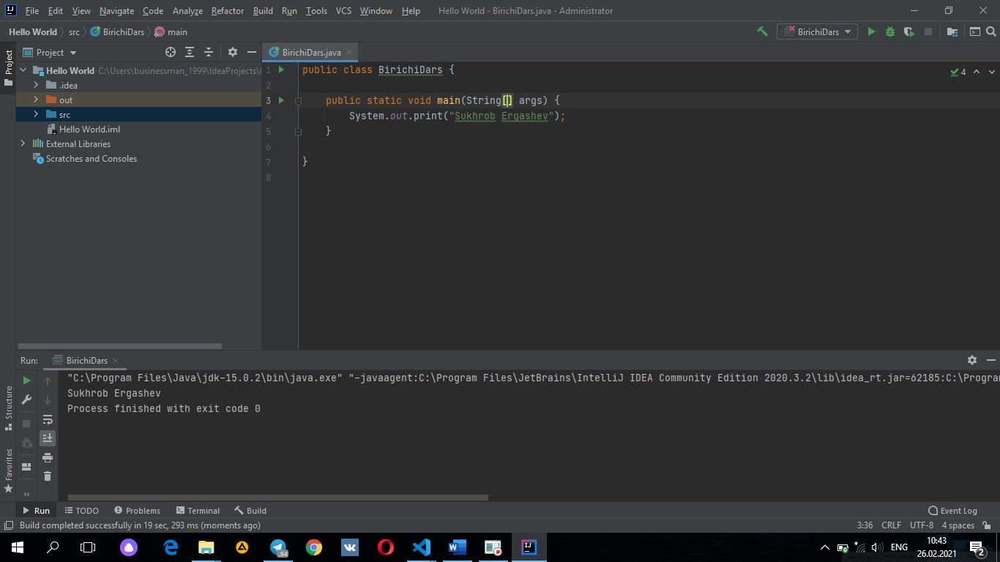 File Edit View Navigate Code Analyze Refactor Build Run Tools VCS Window Help Hello World - BirichiDars.java - Administrator
Hello World src BirichiDars main BirichiDars
Project Project BirichiDars.java
Hello World C:\Users\businessman_1999\IdeaProjects\
.idea
out
src
Hello World.iml
External Libraries
Scratches and Consoles
1 public class BirichiDars {
2
3 public static void main(String[] args) {
4 System.out.print("Sukhrob Ergashev");
5 }
6
7 }
8
4
Run: BirichiDars
"C:\Program Files\Java\jdk-15.0.2\bin\java.exe" "-javaagent:C:\Program Files\JetBrains\IntelliJ IDEA Community Edition 2020.3.2\lib\idea_rt.jar=62185:C:\Program
Sukhrob Ergashev
Process finished with exit code 0
Structure
Favorites
Run TODO Problems Terminal Build Event Log
Build completed successfully in 19 sec, 293 ms (moments ago) 3:36 CRLF UTF-8 4 spaces
94 ENG 10:43
26.02.2021 2